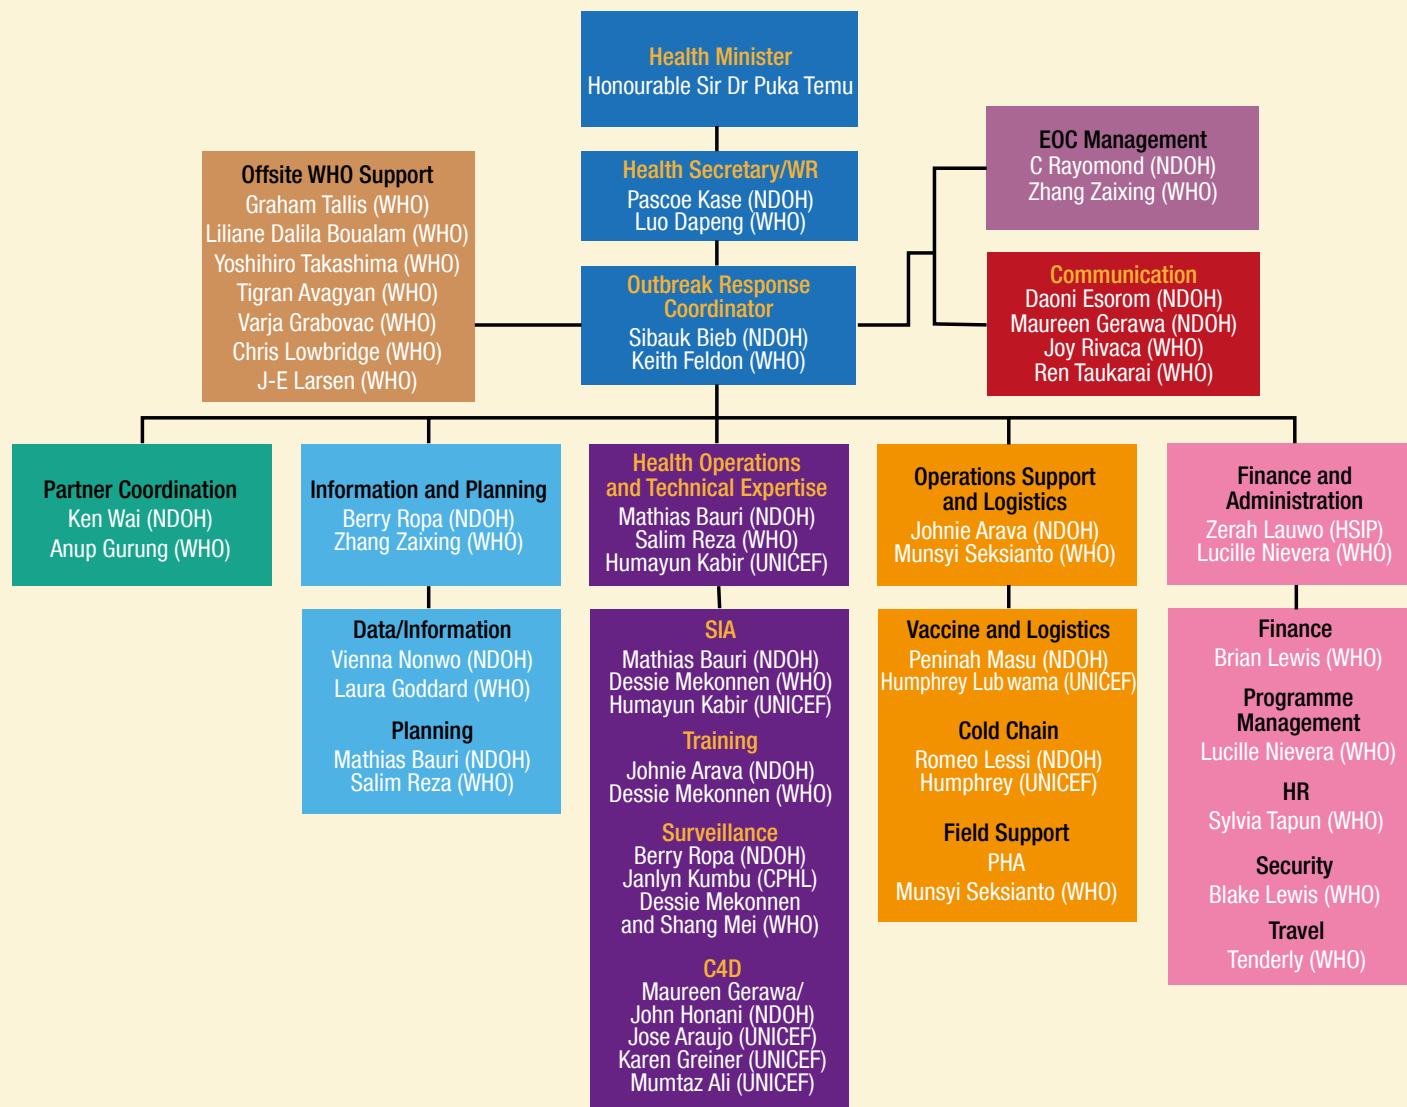 Health Minister
Honourable Sir Dr Puka Temu
Health Secretary/WR
Pascoe Kase (NDOH)
Luo Dapeng (WHO)
Offsite WHO Support
Graham Tallis (WHO)
Liliane Dalila Boualam (WHO)
Yoshihiro Takashima (WHO)
Tigran Avagyan (WHO)
Varja Grabovac (WHO)
Chris Lowbridge (WHO)
J-E Larsen (WHO)
Outbreak Response
Coordinator
Sibauk Bieb (NDOH)
Keith Feldon (WHO)
EOC Management
C Rayomond (NDOH)
Zhang Zaixing (WHO)
Communication
Daoni Esorom (NDOH)
Maureen Gerawa (NDOH)
Joy Rivaca (WHO)
Ren Taukarai (WHO)
Partner Coordination
Ken Wai (NDOH)
Anup Gurung (WHO)
Information and Planning
Berry Ropa (NDOH)
Zhang Zaixing (WHO)
Data/Information
Vienna Nonwo (NDOH)
Laura Goddard (WHO)
Planning
Mathias Bauri (NDOH)
Salim Reza (WHO)
Health Operations
and Technical Expertise
Mathias Bauri (NDOH)
Salim Reza (WHO)
Humayun Kabir (UNICEF)
SIA
Mathias Bauri (NDOH)
Dessie Mekonnen (WHO)
Humayun Kabir (UNICEF)
Training
Johnie Arava (NDOH)
Dessie Mekonnen (WHO)
Surveillance
Berry Ropa (NDOH)
Janlyn Kumbu (CPHL)
Dessie Mekonnen
and Shang Mei (WHO)
C4D
Maureen Gerawa/
John Honani (NDOH)
Jose Araujo (UNICEF)
Karen Greiner (UNICEF)
Mumtaz Ali (UNICEF)
Operations Support
and Logistics
Johnie Arava (NDOH)
Munsyi Seksianto (WHO)
Vaccine and Logistics
Peninah Masu (NDOH)
Humphrey Lub wama (UNICEF)
Cold Chain
Romeo Lessi (NDOH)
Humphrey (UNICEF)
Field Support
PHA
Munsyi Seksianto (WHO)
Finance and
Administration
Zerah Lauwo (HSIP)
Lucille Nievera (WHO)
Finance
Brian Lewis (WHO)
Programme
Management
Lucille Nievera (WHO)
HR
Sylvia Tapun (WHO)
Security
Blake Lewis (WHO)
Travel
Tenderly (WHO)